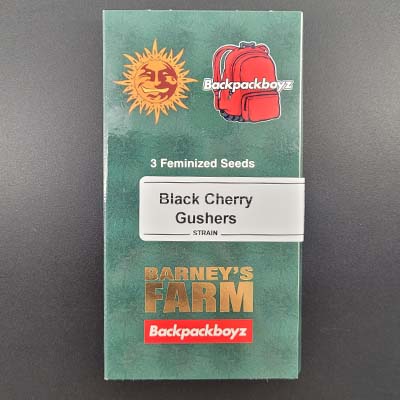 Backpackboyz
3 Feminized Seeds
Black Cherry
Gushers
STRAIN
BARNEY'S
FARM
Backpackboyz